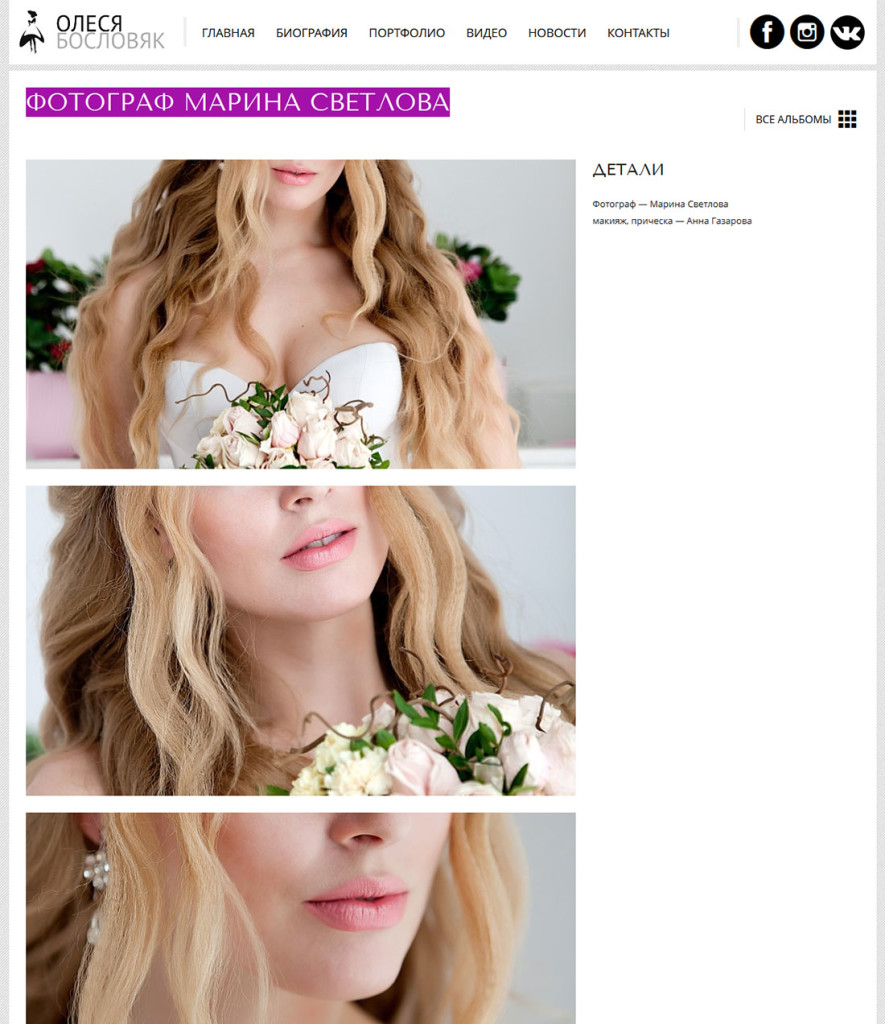 ОЛЕСЯ
БОСЛОВЯК
ГЛАВНАЯ БИОГРАФИЯ ПОРТФОЛИО ВИДЕО НОВОСТИ КОНТАКТЫ
ФОТОГРАФ МАРИНА СВЕТЛОВА
ВСЕ АЛЬБОМЫ
ДЕТАЛИ
Фотограф — Марина Светлова
макияж, прическа — Анна Газарова